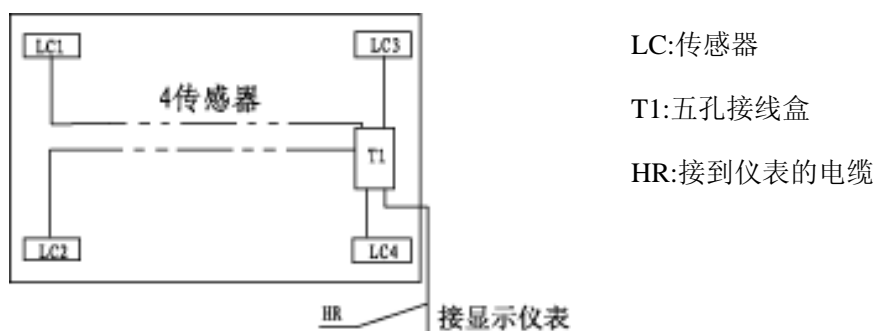 LC1
LC3
4传感器
T1
LC2
LC4
HR
接显示仪表
LC:传感器
T1:五孔接线盒
HR:接到仪表的电缆